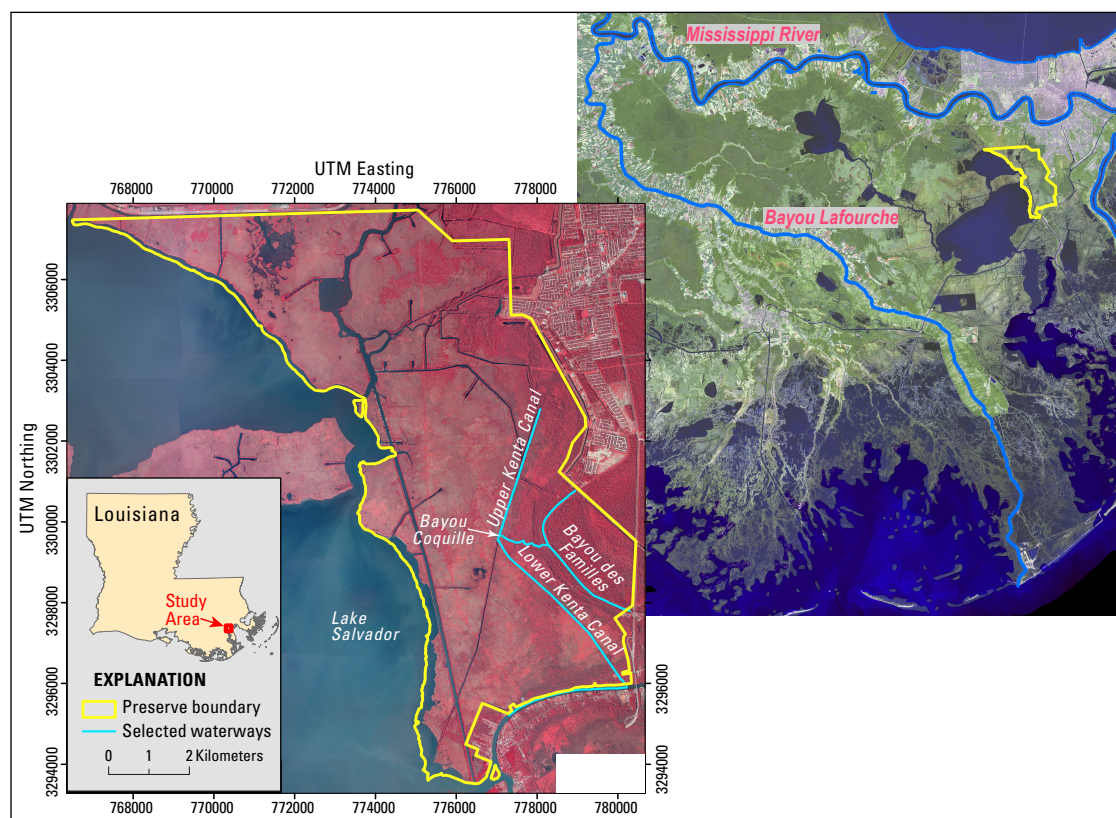 Mississippi River
Bayou Lafourche
UTM Easting
768000 770000 772000 774000 776000 778000
UTM Northing
3306000
3304000
3302000
3300000
3298000
3296000
3294000
Upper Kenta Canal
Bayou
Coquille
Bayou des
Familles
Lower Kenta Canal
Lake
Salvador
Louisiana
Study
Area
EXPLANATION
Preserve boundary
Selected waterways
0 1 2 Kilometers
3296000
3294000
768000 770000 772000 774000 776000 778000 780000